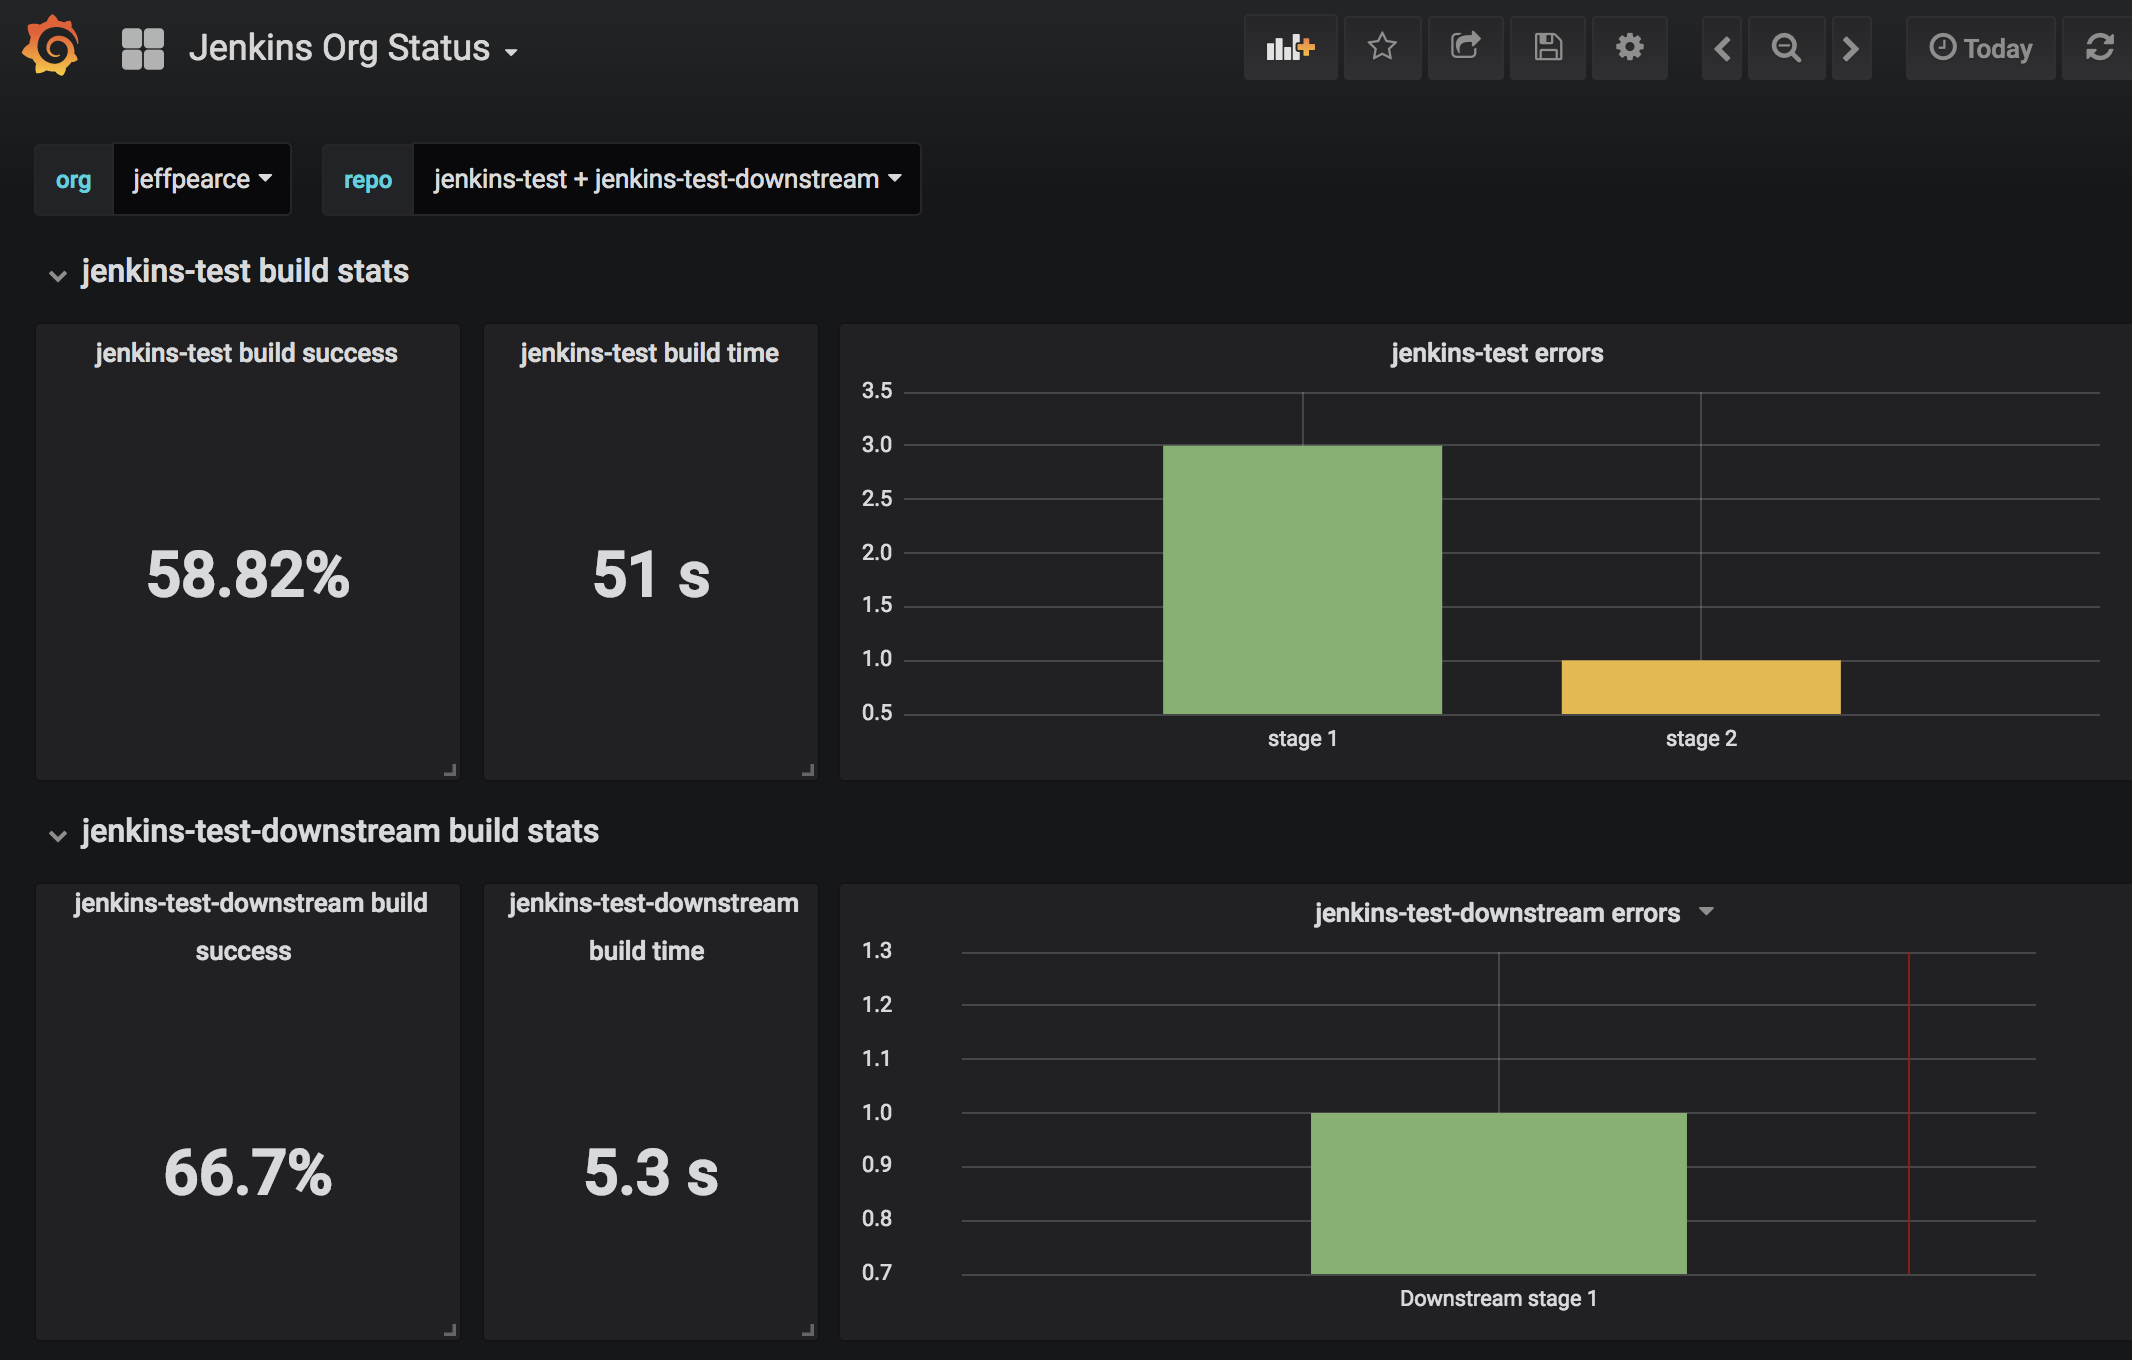 Jenkins Org Status
Today
org
jeffpearce
repo
jenkins-test + jenkins-test-downstream
jenkins-test build stats
jenkins-test build success
58.82%
jenkins-test build time
51 s
jenkins-test errors
3.5
3.0
2.5
2.0
1.5
1.0
0.5
stage 1
stage 2
jenkins-test-downstream build stats
jenkins-test-downstream build
success
66.7%
jenkins-test-downstream
build time
5.3 s
jenkins-test-downstream errors
1.3
1.2
1.1
1.0
0.9
0.8
0.7
Downstream stage 1